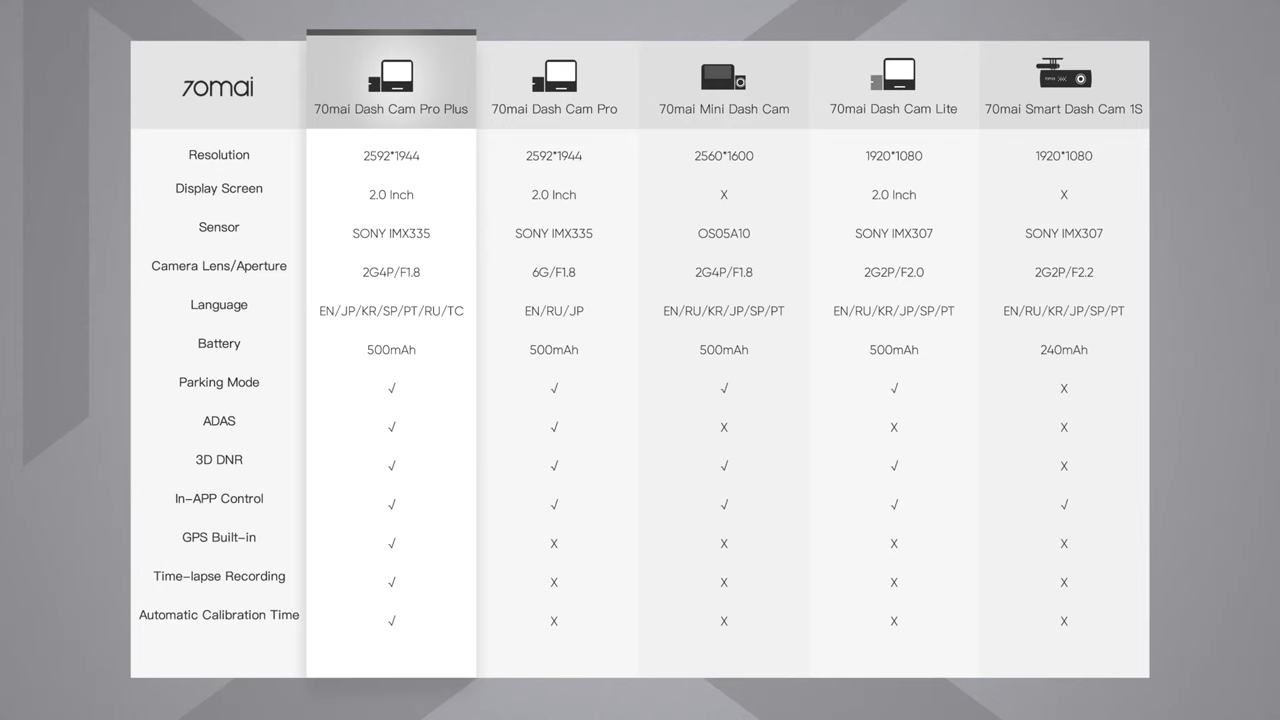 70mai
70mai Dash Cam Pro Plus 70mai Dash Cam Pro 70mai Mini Dash Cam 70mai Dash Cam Lite 70mai Smart Dash Cam 1S
Resolution 2592*1944 2592*1944 2560*1600 1920*1080 1920*1080
Display Screen 2.0 Inch 2.0 Inch X 2.0 Inch X
Sensor SONY IMX335 SONY IMX335 OS05A10 SONY IMX307 SONY IMX307
Camera Lens/Aperture 2G4P/F1.8 6G/F1.8 2G4P/F1.8 2G2P/F2.0 2G2P/F2.2
Language EN/JP/KR/SP/PT/RU/TC EN/RU/JP EN/RU/KR/JP/SP/PT EN/RU/KR/JP/SP/PT EN/RU/KR/JP/SP/PT
Battery 500mAh 500mAh 500mAh 500mAh 240mAh
Parking Mode √ √ √ √ X
ADAS √ √ X X X
3D DNR √ √ √ √ X
In-APP Control √ √ √ √ √
GPS Built-in √ X X X X
Time-lapse Recording √ X X X X
Automatic Calibration Time √ X X X X